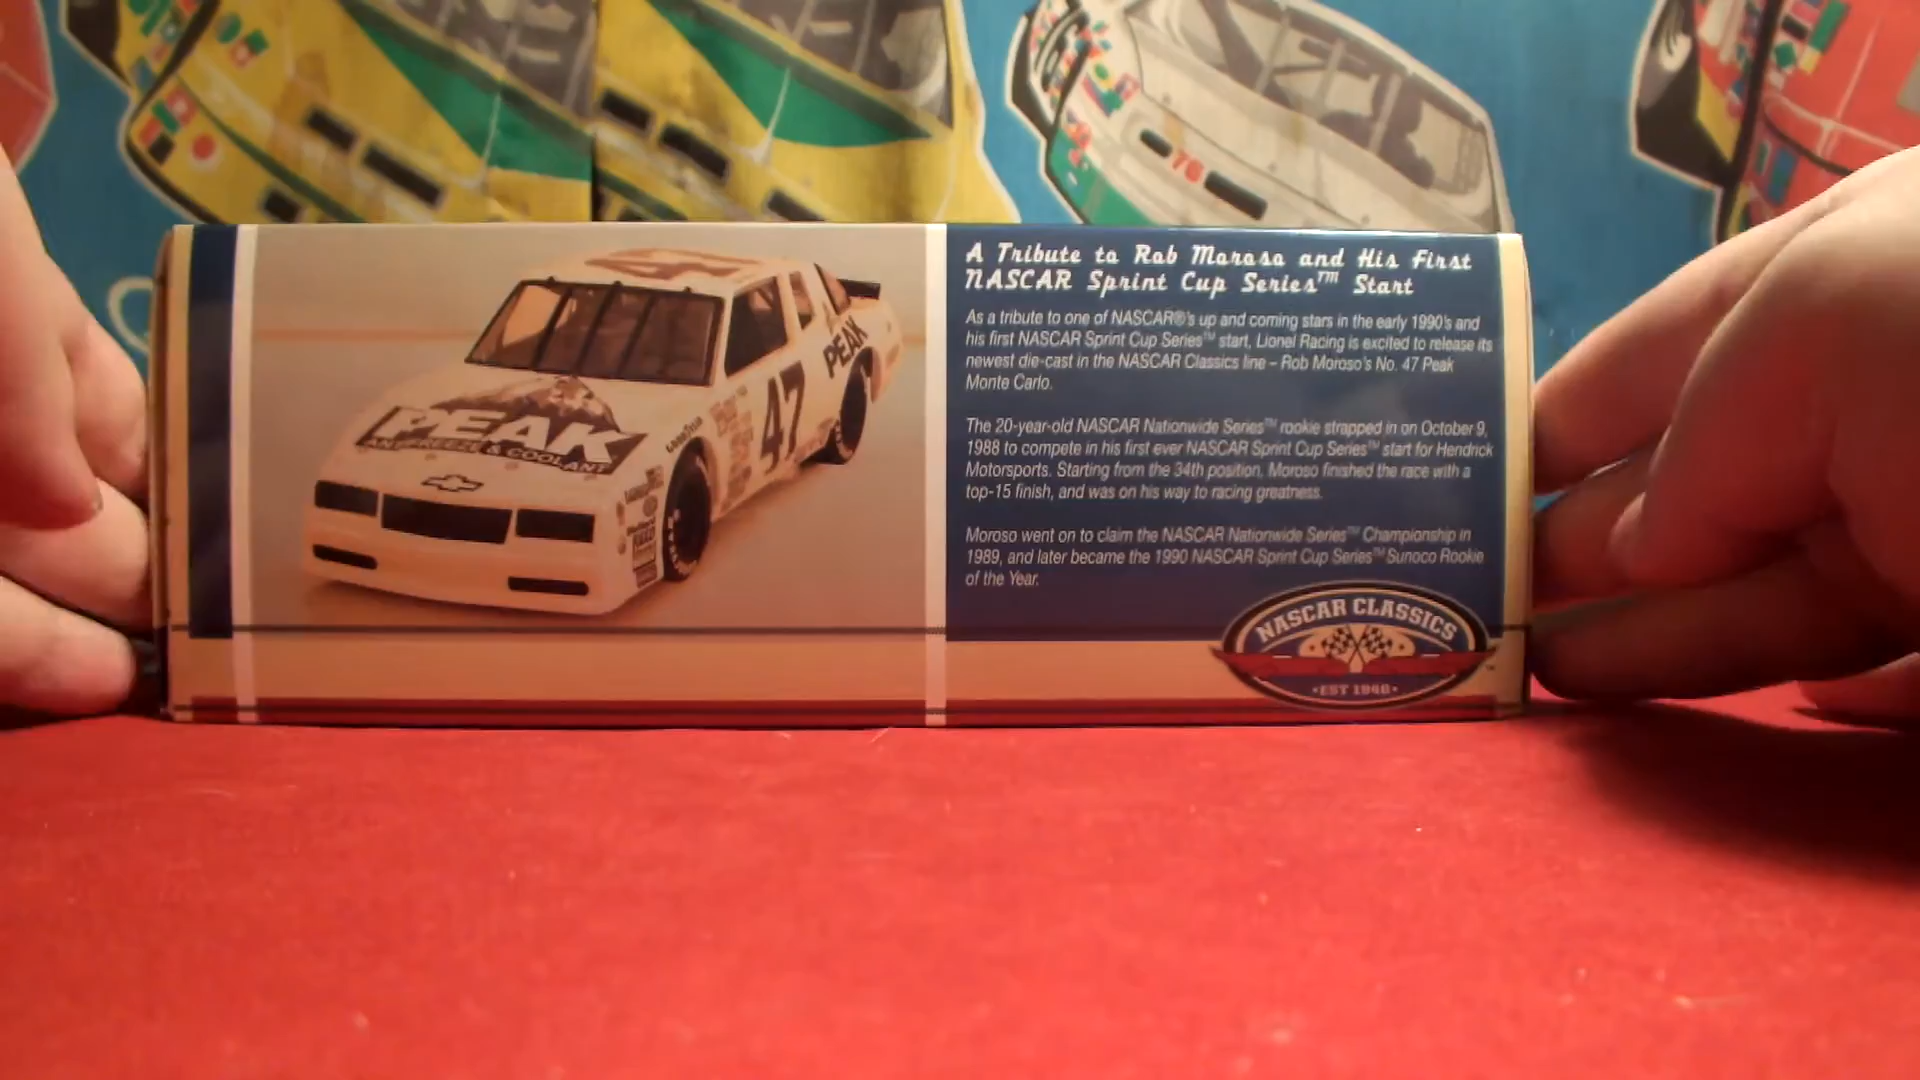 76
A Tribute to Rob Moroso and His First
NASCAR Sprint Cup Series™ Start
As a tribute to one of NASCAR®'s up and coming stars in the early 1990's and
his first NASCAR Sprint Cup Series™ start, Lionel Racing is excited to release its
newest die-cast in the NASCAR Classics line – Rob Moroso's No. 47 Peak
Monte Carlo.
The 20-year-old NASCAR Nationwide Series™ rookie strapped in on October 9,
1988 to compete in his first ever NASCAR Sprint Cup Series™ start for Hendrick
Motorsports. Starting from the 34th position, Moroso finished the race with a
top-15 finish, and was on his way to racing greatness.
Moroso went on to claim the NASCAR Nationwide Series™ Championship in
1989, and later became the 1990 NASCAR Sprint Cup Series™ Sunoco Rookie
of the Year.
NASCAR CLASSICS
•EST 1948•
47
PEAK
47
PEAK
ANTIFREEZE & COOLANT
GOODYEAR